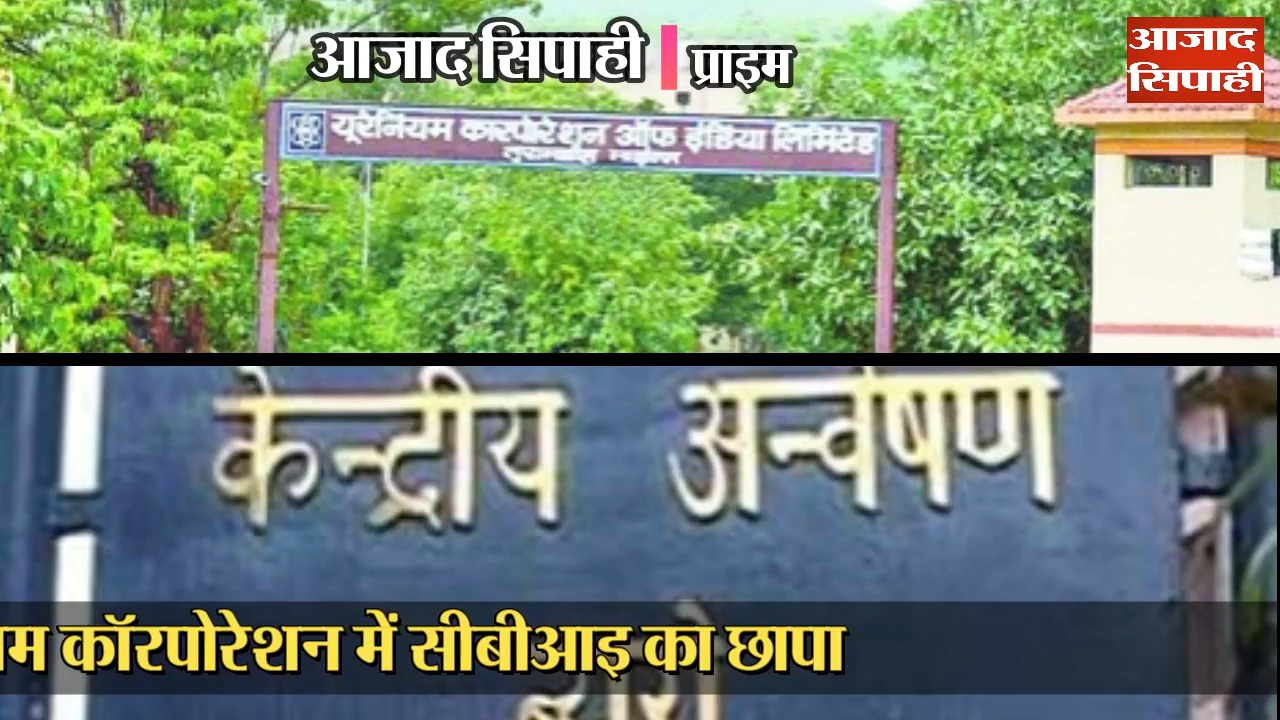 आजाद सिपाही | प्राइम
आजाद
सिपाही
यूरेनियम कारपोरेशन ऑफ इंडिया लिमिटेड
केन्द्रीय अन्वेषण
म कॉरपोरेशन में सीबीआइ का छापा